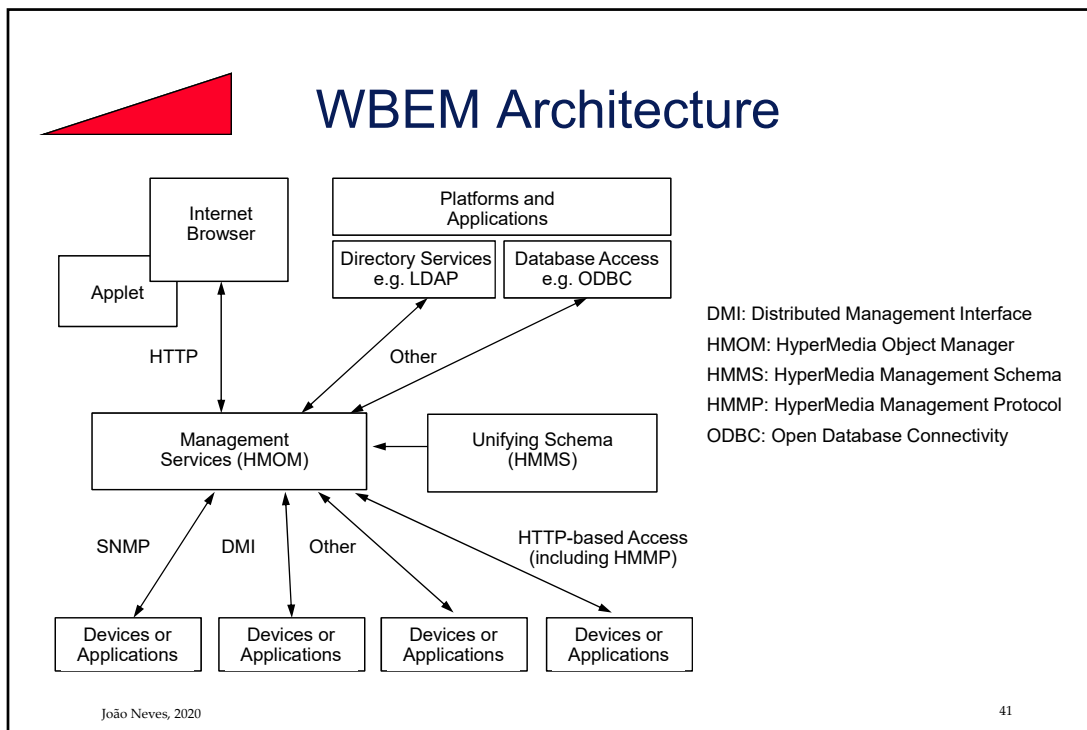 WBEM Architecture
Internet
Browser
Applet
Platforms and
Applications
Directory Services
e.g. LDAP
Database Access
e.g. ODBC
HTTP
Other
Management
Services (HMOM)
Unifying Schema
(HMMS)
SNMP
DMI
Other
HTTP-based Access
(including HMMP)
Devices or
Applications
Devices or
Applications
Devices or
Applications
Devices or
Applications
DMI: Distributed Management Interface
HMOM: HyperMedia Object Manager
HMMS: HyperMedia Management Schema
HMMP: HyperMedia Management Protocol
ODBC: Open Database Connectivity
João Neves, 2020
41